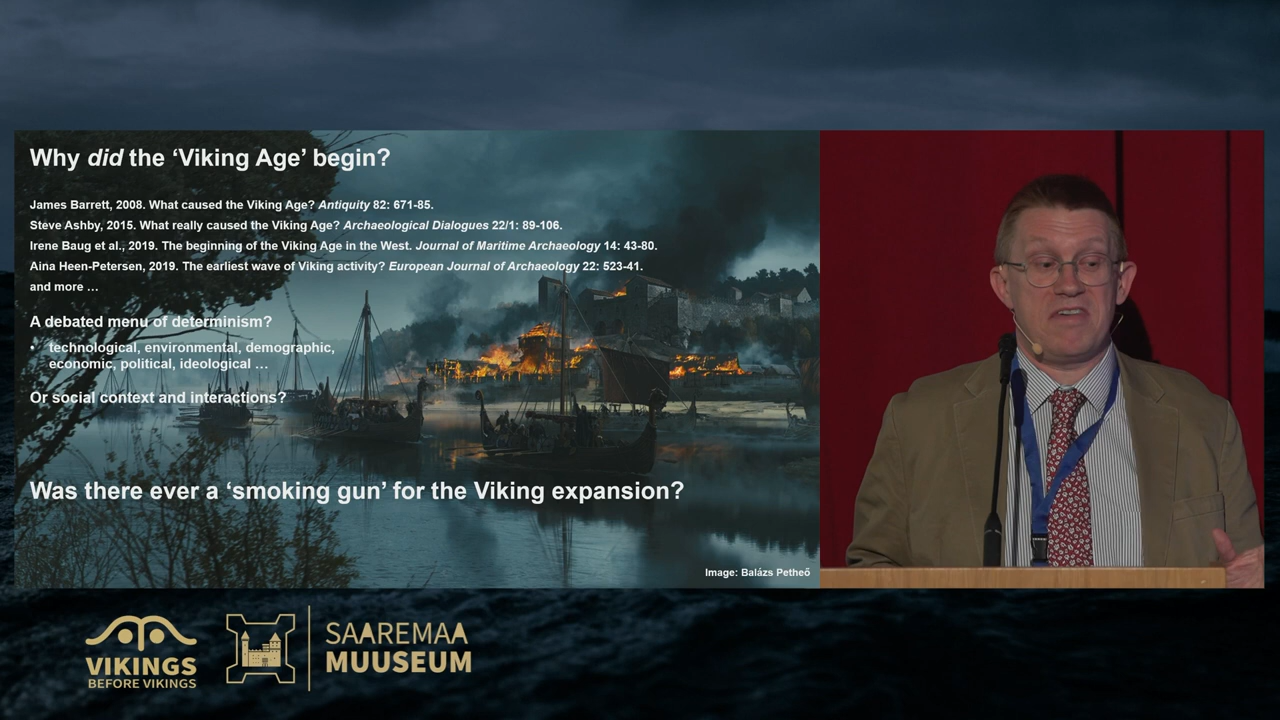 Why did the ‘Viking Age’ begin?
James Barrett, 2008. What caused the Viking Age? Antiquity 82: 671-85.
Steve Ashby, 2015. What really caused the Viking Age? Archaeological Dialogues 22/1: 89-106.
Irene Baug et al., 2019. The beginning of the Viking Age in the West. Journal of Maritime Archaeology 14: 43-80.
Aina Heen-Petersen, 2019. The earliest wave of Viking activity? European Journal of Archaeology 22: 523-41.
and more …
A debated menu of determinism?
• technological, environmental, demographic,
economic, political, ideological …
Or social context and interactions?
Was there ever a ‘smoking gun’ for the Viking expansion?
Image: Balázs Petheő
VIKINGS
BEFORE VIKINGS
SAAREMAA
MUUSEUM